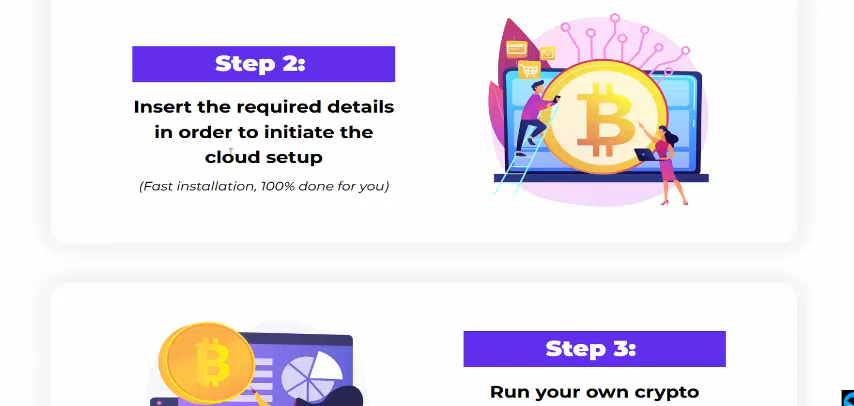 Step 2:
Insert the required details
in order to initiate the
cloud setup
(Fast installation, 100% done for you)
Step 3:
Run your own crypto